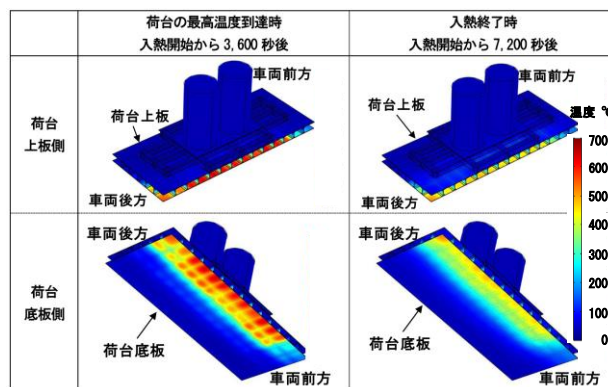 荷台の最高温度到達時
入熱開始から 3,600 秒後
入熱終了時
入熱開始から 7,200 秒後
荷台
上板側
車両前方
荷台上板
車両後方
車両前方
荷台上板
車両後方
温度 ℃
700
600
500
400
300
200
100
0
荷台
底板側
車両後方
荷台底板
車両前方
車両後方
荷台底板
車両前方